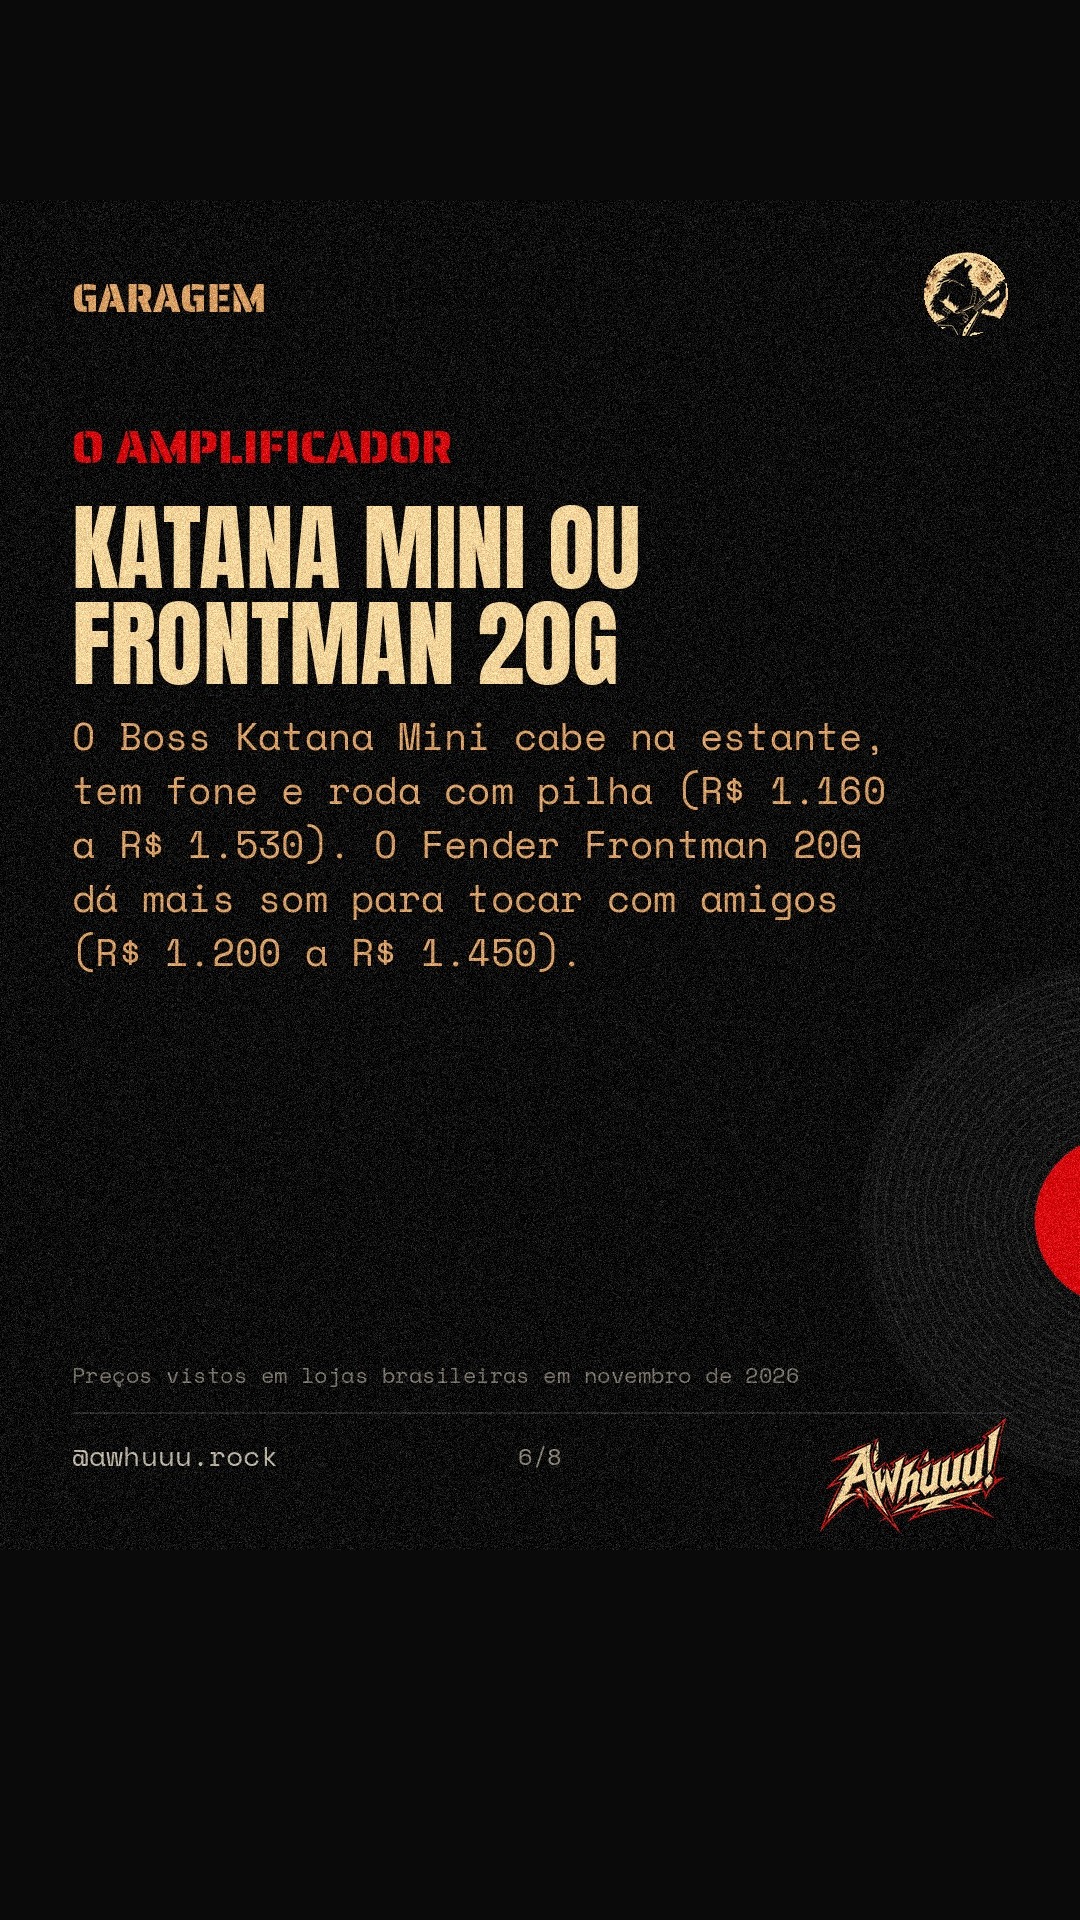 GARAGEM
O AMPLIFICADOR
KATANA MINI OU
FRONTMAN 20G
O Boss Katana Mini cabe na estante,
tem fone e roda com pilha (R$ 1.160
a R$ 1.530). O Fender Frontman 20G
dá mais som para tocar com amigos
(R$ 1.200 a R$ 1.450).
Preços vistos em lojas brasileiras em novembro de 2026
@awhuuu.rock
6/8
Awhuuu!